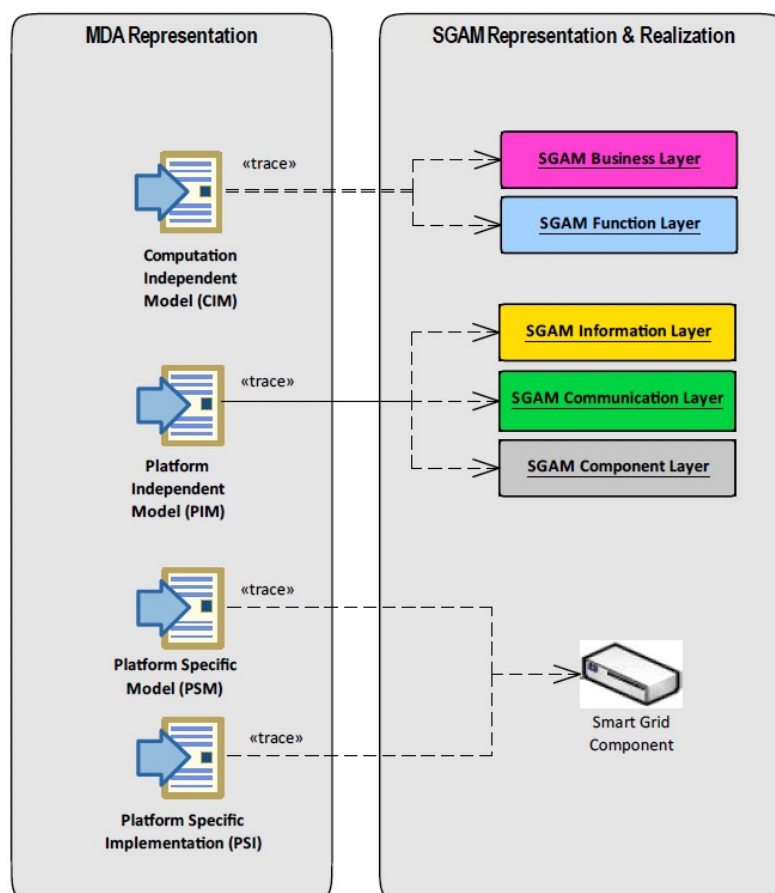 MDA Representation
SGAM Representation & Realization
«trace»
SGAM Business Layer
SGAM Function Layer
Computation
Independent
Model (CIM)
SGAM Information Layer
«trace»
SGAM Communication Layer
Platform
Independent
Model (PIM)
SGAM Component Layer
«trace»
Platform Specific
Model (PSM)
Smart Grid
Component
«trace»
Platform Specific
Implementation (PSI)